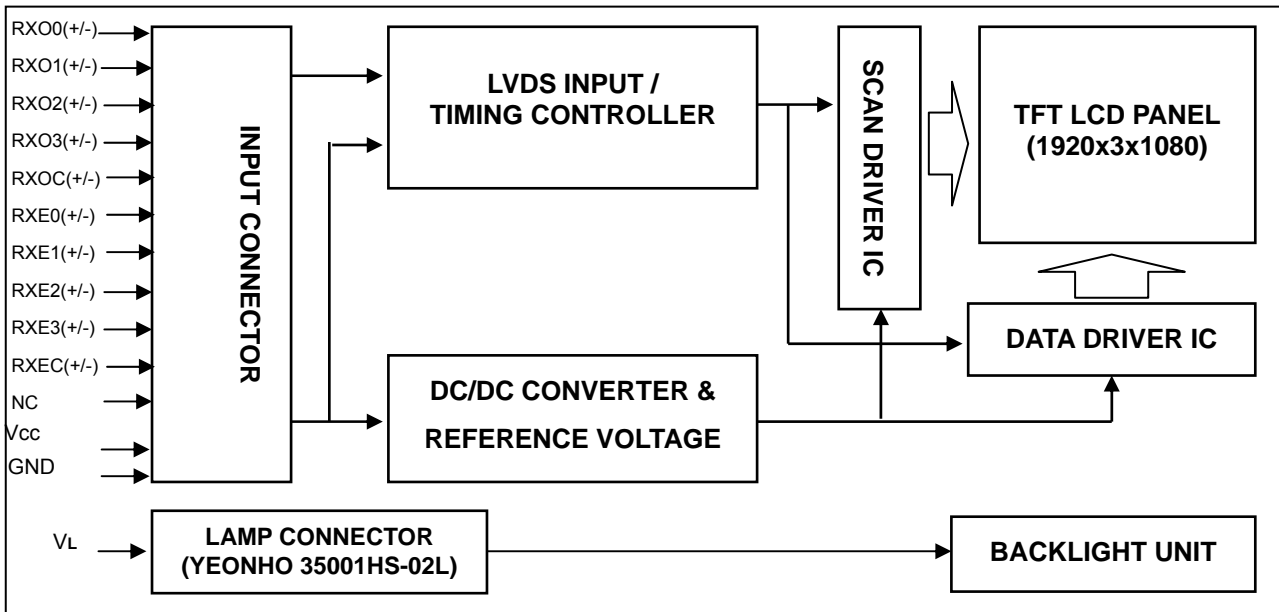 RXO0(+/-)
RXO1(+/-)
RXO2(+/-)
RXO3(+/-)
RXOC(+/-)
RXE0(+/-)
RXE1(+/-)
RXE2(+/-)
RXE3(+/-)
RXEC(+/-)
NC
Vcc
GND
INPUT CONNECTOR
LVDS INPUT /
TIMING CONTROLLER
SCAN DRIVER IC
TFT LCD PANEL
(1920x3x1080)
DATA DRIVER IC
DC/DC CONVERTER &
REFERENCE VOLTAGE
VL
LAMP CONNECTOR
(YEONHO 35001HS-02L)
BACKLIGHT UNIT